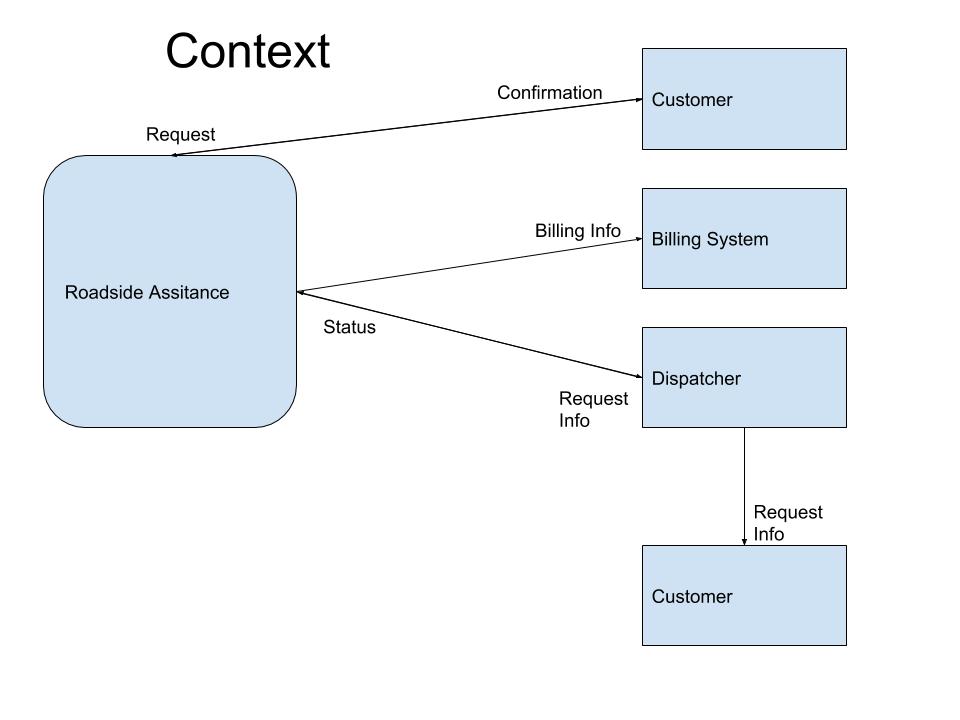 Context
Confirmation
Customer
Request
Billing Info
Billing System
Roadside Assitance
Status
Dispatcher
Request
Info
Request
Info
Customer